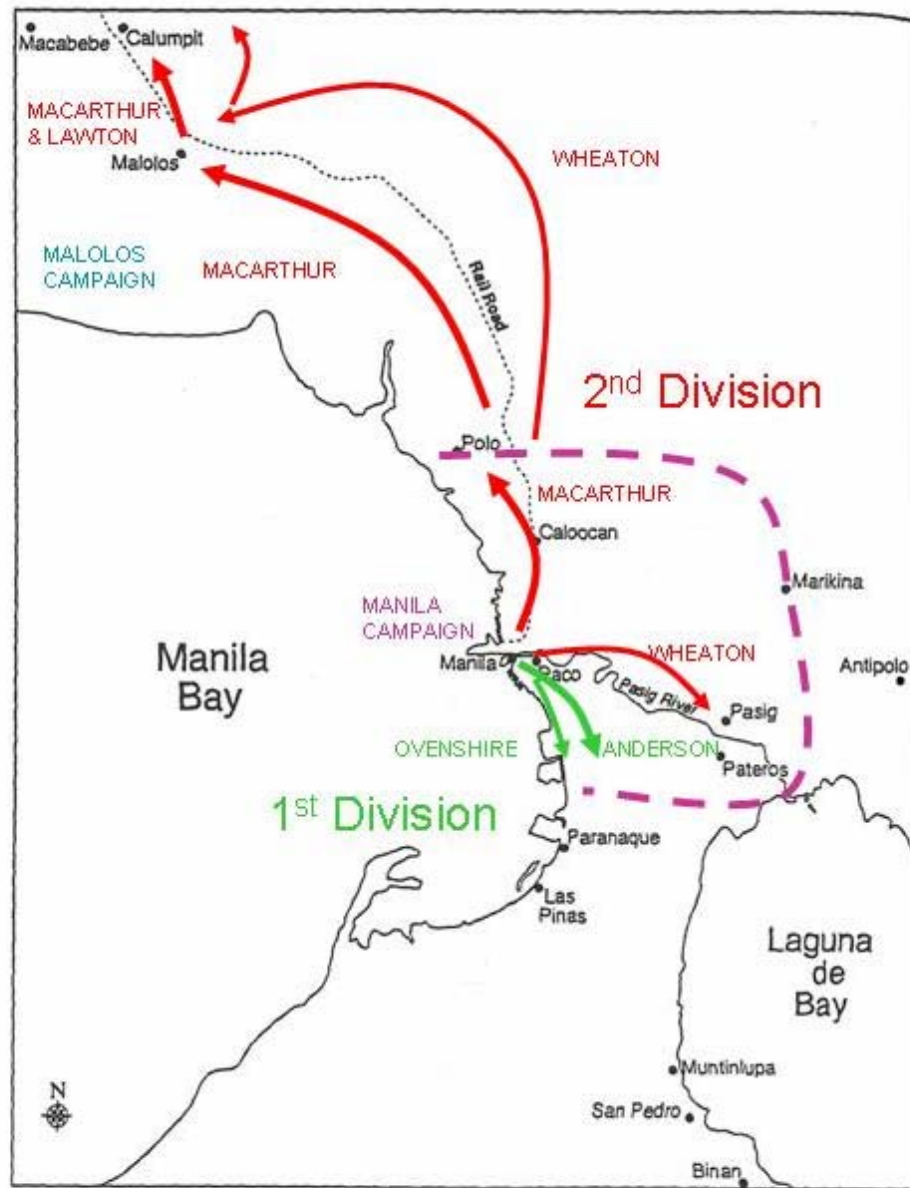 Macabebe
Calumpit
MACARTHUR
& LAWTON
Malolos
WHEATON
MALOLOS
CAMPAIGN
MACARTHUR
Rail Road
2nd Division
Polo
MACARTHUR
Caloocan
Marikina
MANILA
CAMPAIGN
Manila
Bay
Manila
Paco
WHEATON
Pasig River
Antipolo
Pasig
OVENSHIRE
ANDERSON
Pateros
1st Division
Paranaque
Las
Pinas
Laguna
de
Bay
Muntinlupa
N
San Pedro
Binan